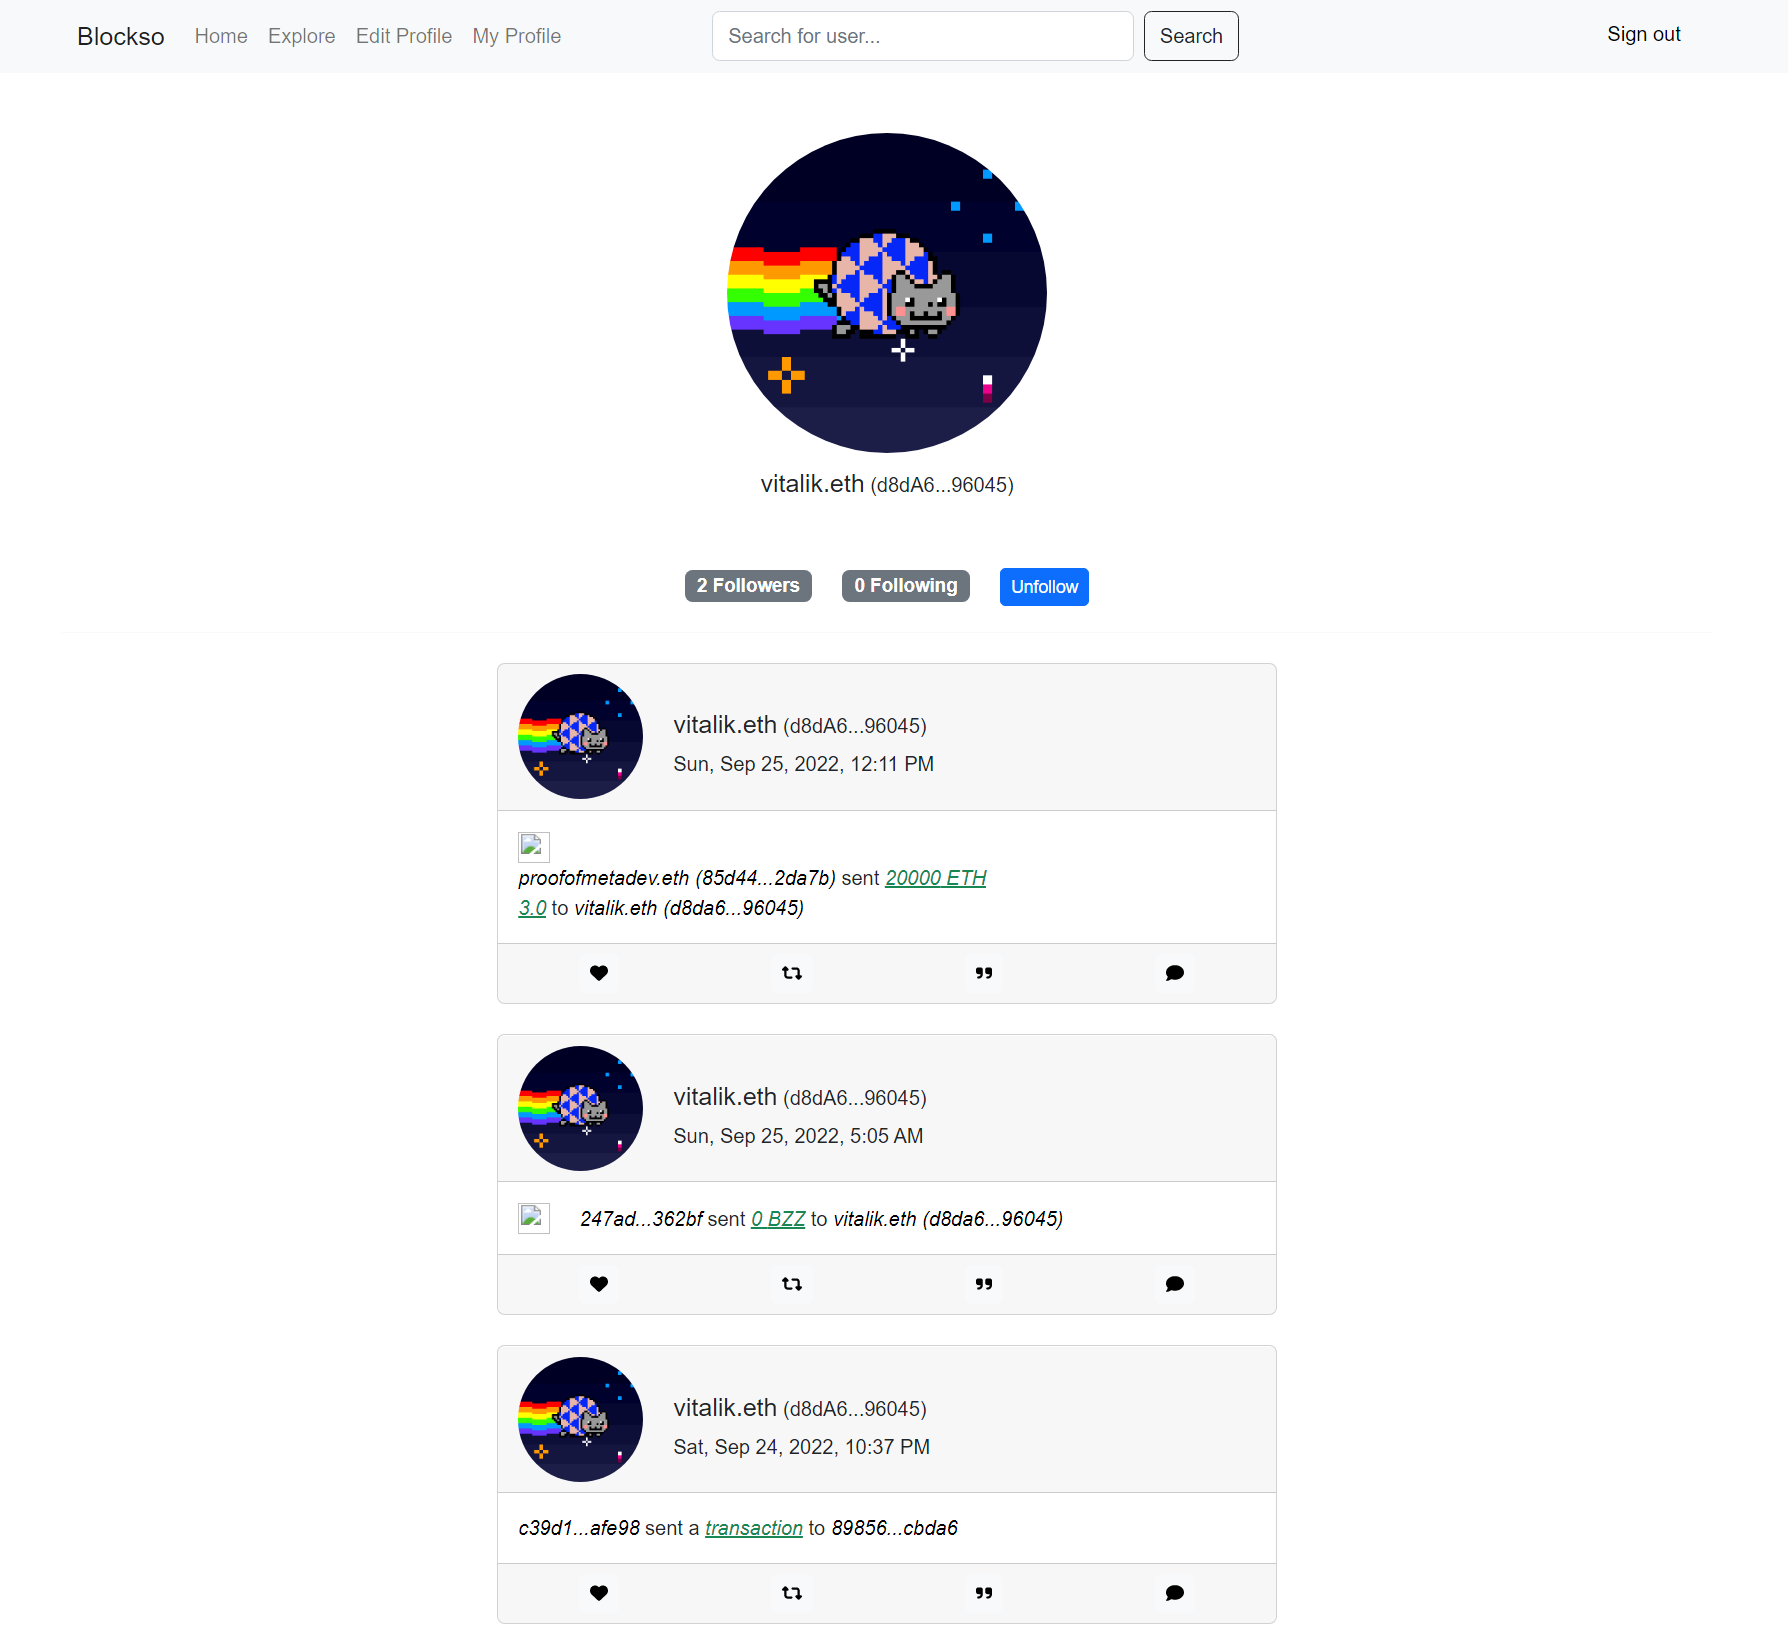 Blockso Home Explore Edit Profile My Profile Search for user... Search Sign out
vitalik.eth (d8dA6...96045)
2 Followers 0 Following Unfollow
vitalik.eth (d8dA6...96045)
Sun, Sep 25, 2022, 12:11 PM
proofofmetadev.eth (85d44...2da7b) sent 20000 ETH
3.0 to vitalik.eth (d8da6...96045)
vitalik.eth (d8dA6...96045)
Sun, Sep 25, 2022, 5:05 AM
247ad...362bf sent 0 BZZ to vitalik.eth (d8da6...96045)
vitalik.eth (d8dA6...96045)
Sat, Sep 24, 2022, 10:37 PM
c39d1...afe98 sent a transaction to 89856...cbda6